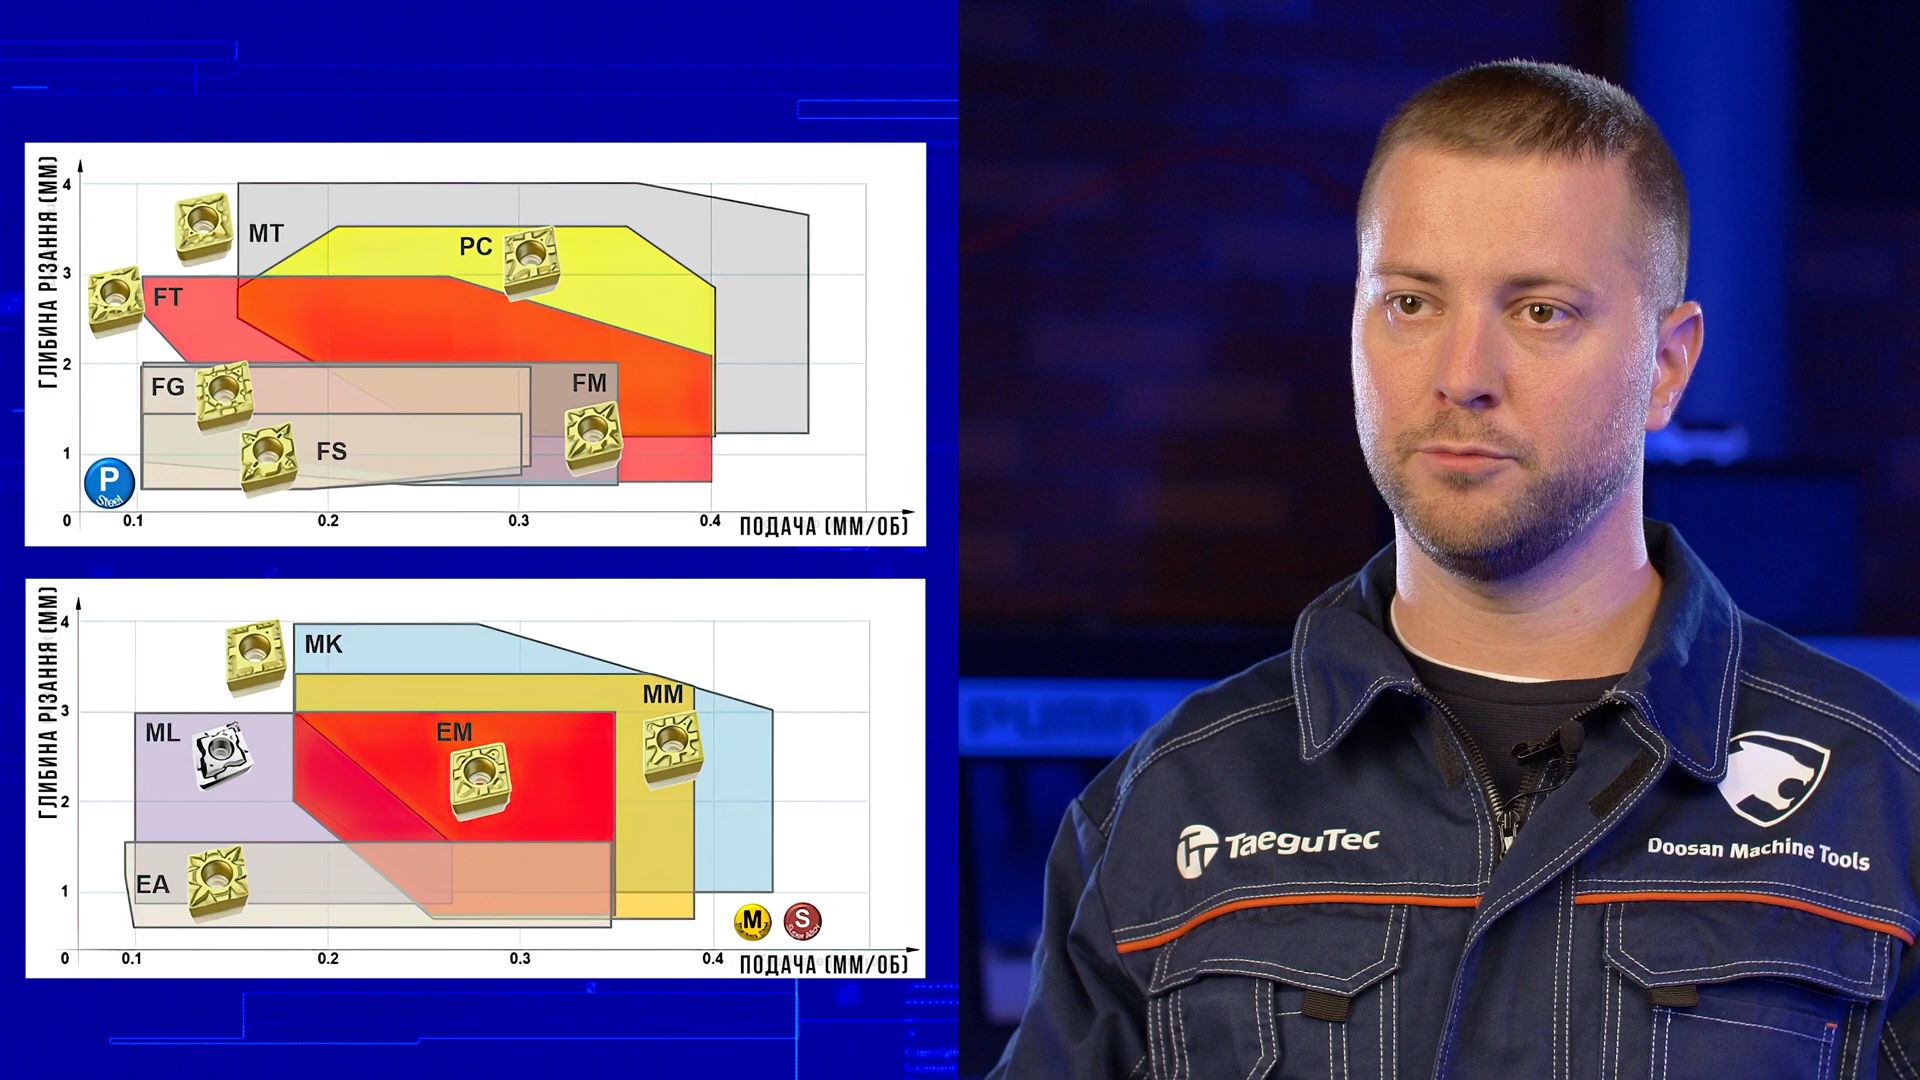 ГЛИБИНА РІЗАННЯ (ММ)
4
3
2
1
0
0.1
0.2
0.3
0.4
ПОДАЧА (ММ/ОБ)
MT
PC
FT
FG
FM
FS
P
Steel
ГЛИБИНА РІЗАННЯ (ММ)
4
3
2
1
0
0.1
0.2
0.3
0.4
ПОДАЧА (ММ/ОБ)
MK
MM
ML
EM
EA
M
S
TaeguTec
Doosan Machine Tools
PUMA